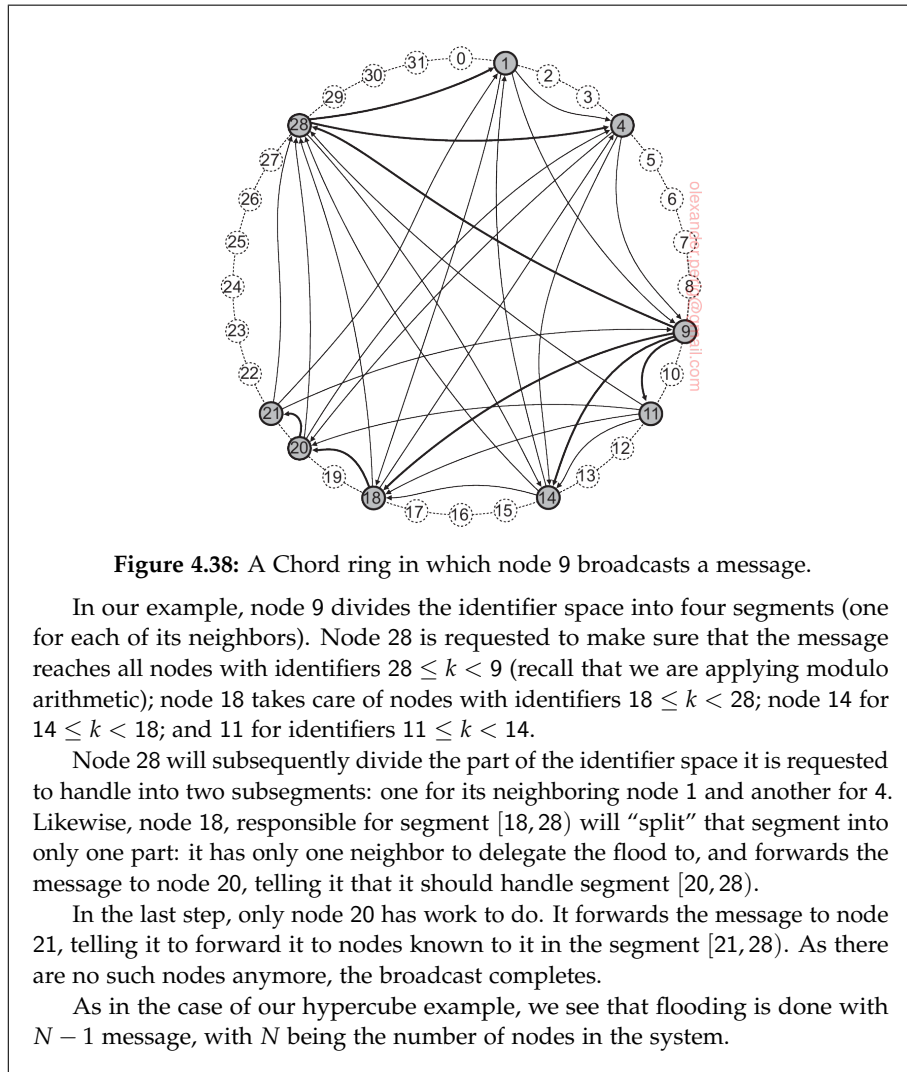 0
1
2
3
4
5
6
7
8
9
10
11
12
13
14
15
16
17
18
19
20
21
22
23
24
25
26
27
28
29
30
31
Figure 4.38: A Chord ring in which node 9 broadcasts a message.
In our example, node 9 divides the identifier space into four segments (one
for each of its neighbors). Node 28 is requested to make sure that the message
reaches all nodes with identifiers 28 ≤ k < 9 (recall that we are applying modulo
arithmetic); node 18 takes care of nodes with identifiers 18 ≤ k < 28; node 14 for
14 ≤ k < 18; and 11 for identifiers 11 ≤ k < 14.
Node 28 will subsequently divide the part of the identifier space it is requested
to handle into two subsegments: one for its neighboring node 1 and another for 4.
Likewise, node 18, responsible for segment [18, 28) will “split” that segment into
only one part: it has only one neighbor to delegate the flood to, and forwards the
message to node 20, telling it that it should handle segment [20, 28).
In the last step, only node 20 has work to do. It forwards the message to node
21, telling it to forward it to nodes known to it in the segment [21, 28). As there
are no such nodes anymore, the broadcast completes.
As in the case of our hypercube example, we see that flooding is done with
N − 1 message, with N being the number of nodes in the system.